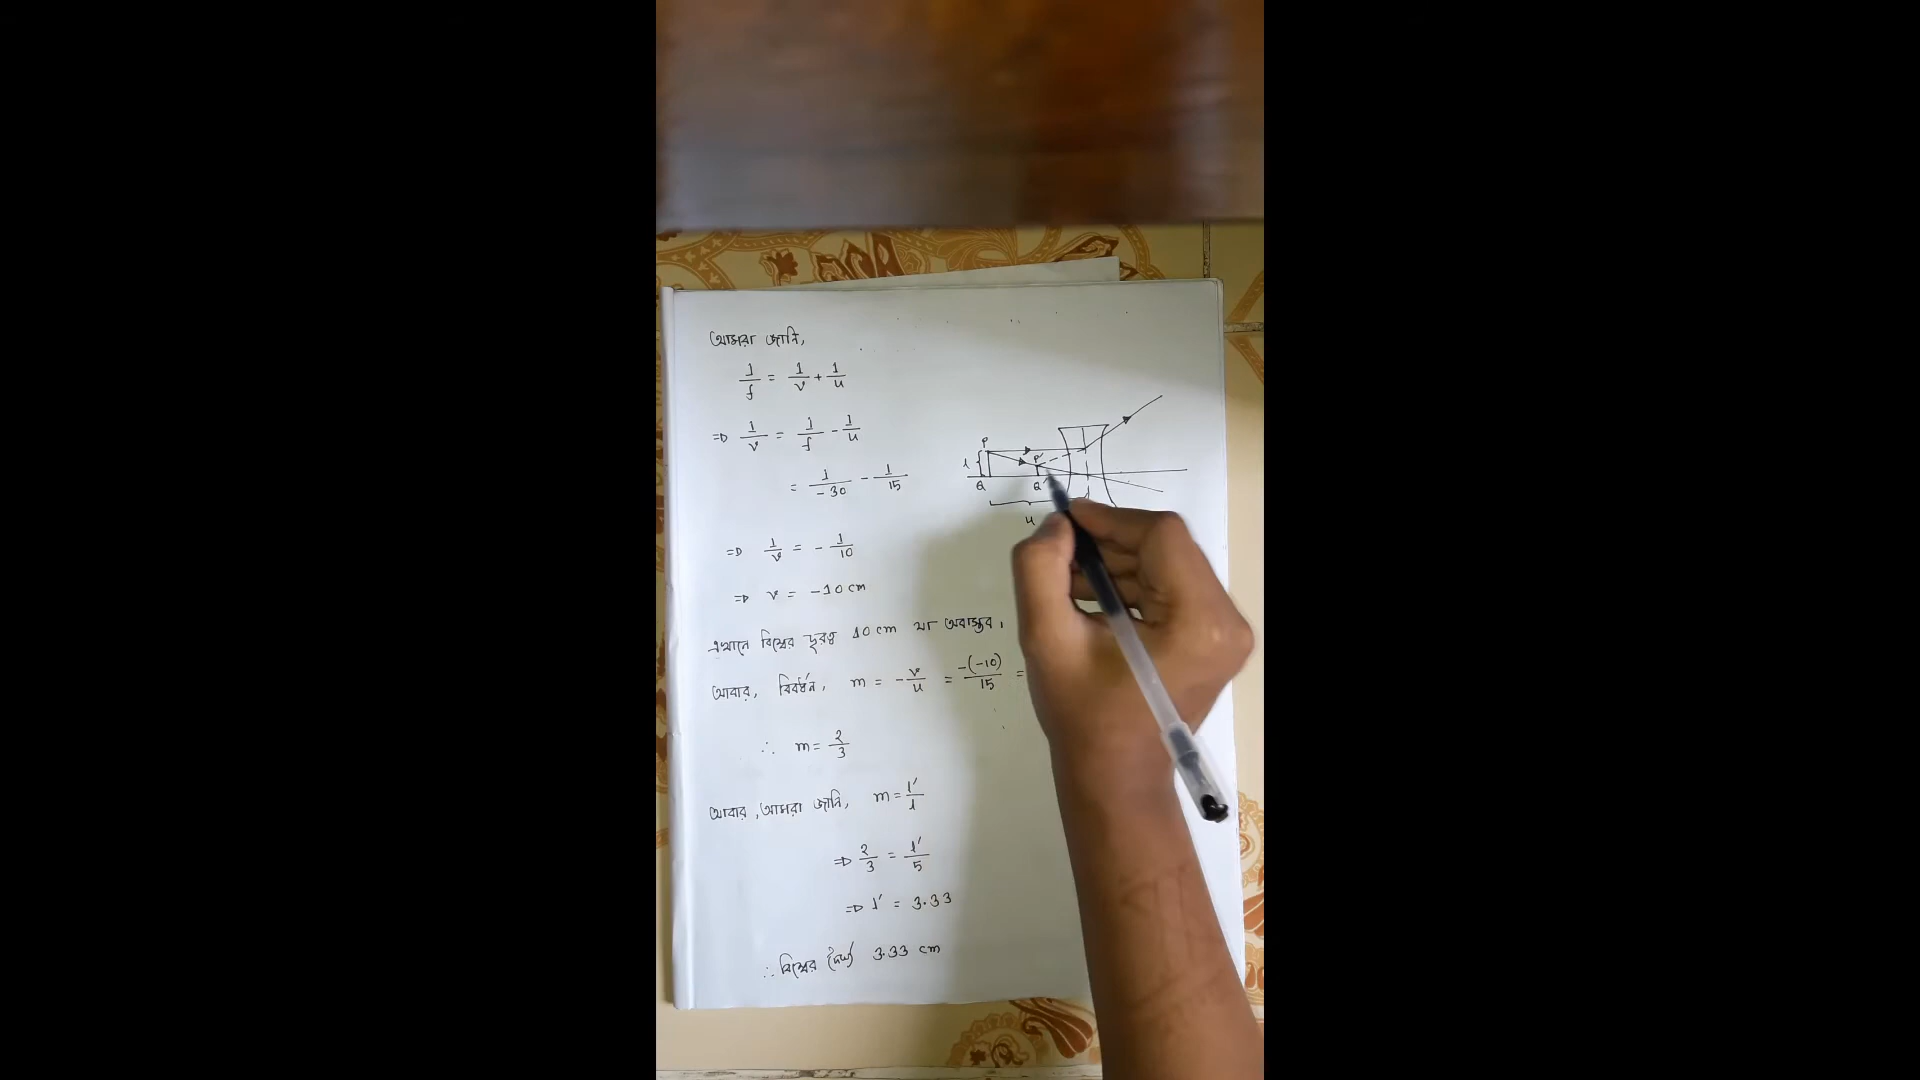 আমরা জানি,
1/f = 1/v + 1/u
⇒ 1/v = 1/f - 1/u
= 1/-30 - 1/15
⇒ 1/v = - 1/10
⇒ v = -10 cm
এখানে বিম্বের দূরত্ব 10 cm যা অবাস্তব।
আবার, বিবর্ধন, m = - v/u = -(-10)/15 =
∴ m = 2/3
আবার, আমরা জানি, m = l'/l
⇒ 2/3 = l'/5
⇒ l' = 3.33
∴ বিম্বের দৈর্ঘ্য 3.33 cm
P
l
P'
Q
Q'
u